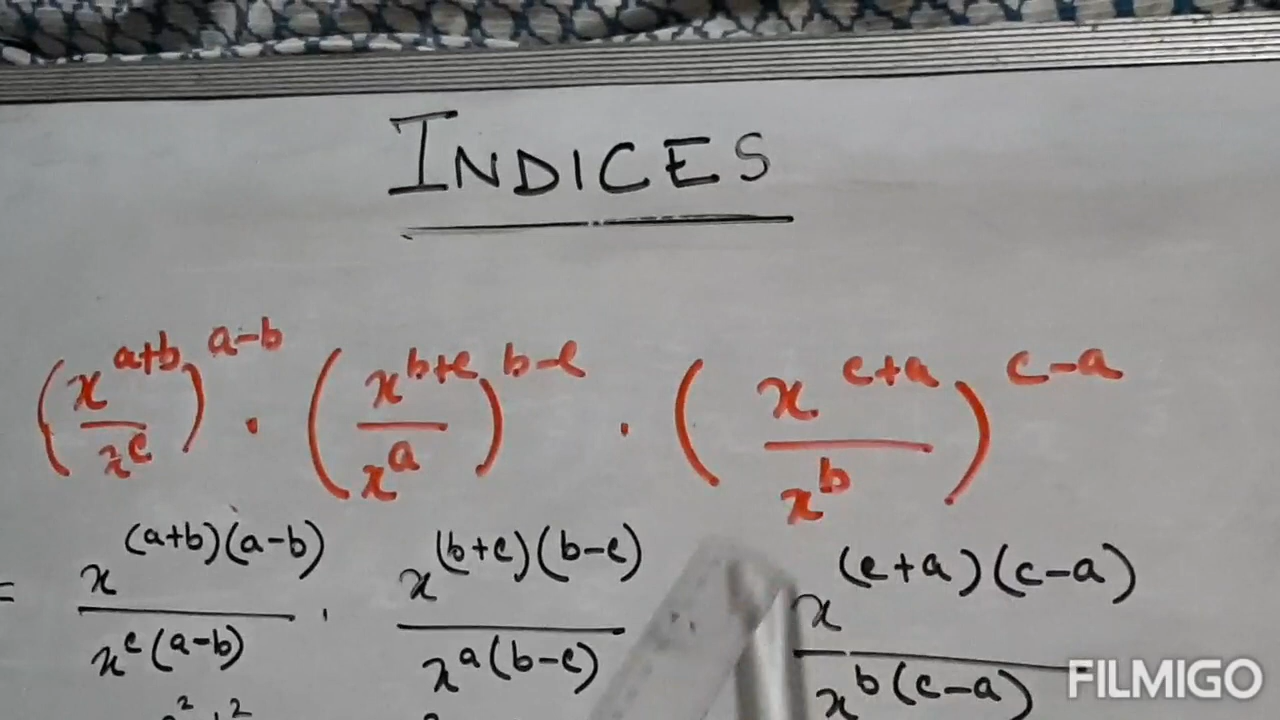 INDICES
(x^{a+b}/x^c)^{a-b} . (x^{b+c}/x^a)^{b-c} . (x^{c+a}/x^b)^{c-a}
= x^{(a+b)(a-b)}/x^{c(a-b)} . x^{(b+c)(b-c)}/x^{a(b-c)} x^{(c+a)(c-a)}/x^{b(c-a)}
FILMIGO